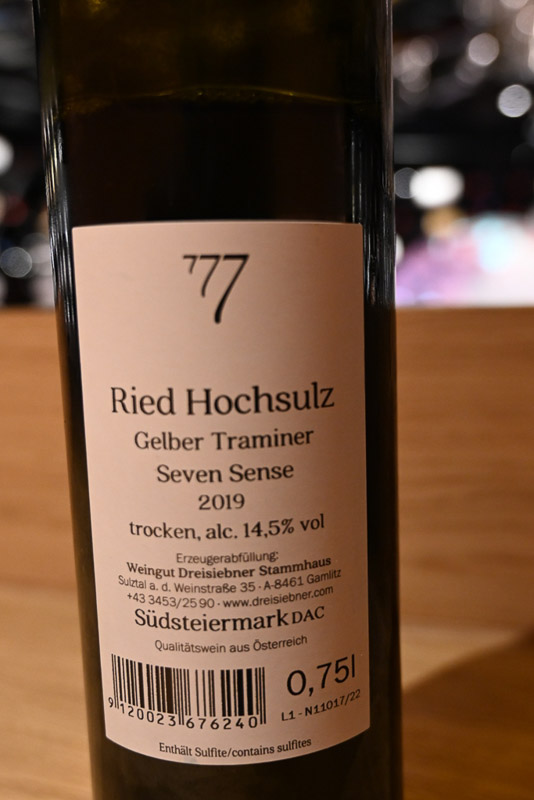 777
Ried Hochsulz
Gelber Traminer
Seven Sense
2019
trocken, alc. 14,5% vol
Erzeugerabfüllung:
Weingut Dreisiebner Stammhaus
Sulztal a. d. Weinstraße 35 · A-8461 Gamlitz
+43 3453/25 90 · www.dreisiebner.com
Südsteiermark DAC
Qualitätswein aus Österreich
0,75l
L1 - N11017/22
9 120023 676240
Enthält Sulfite/contains sulfites